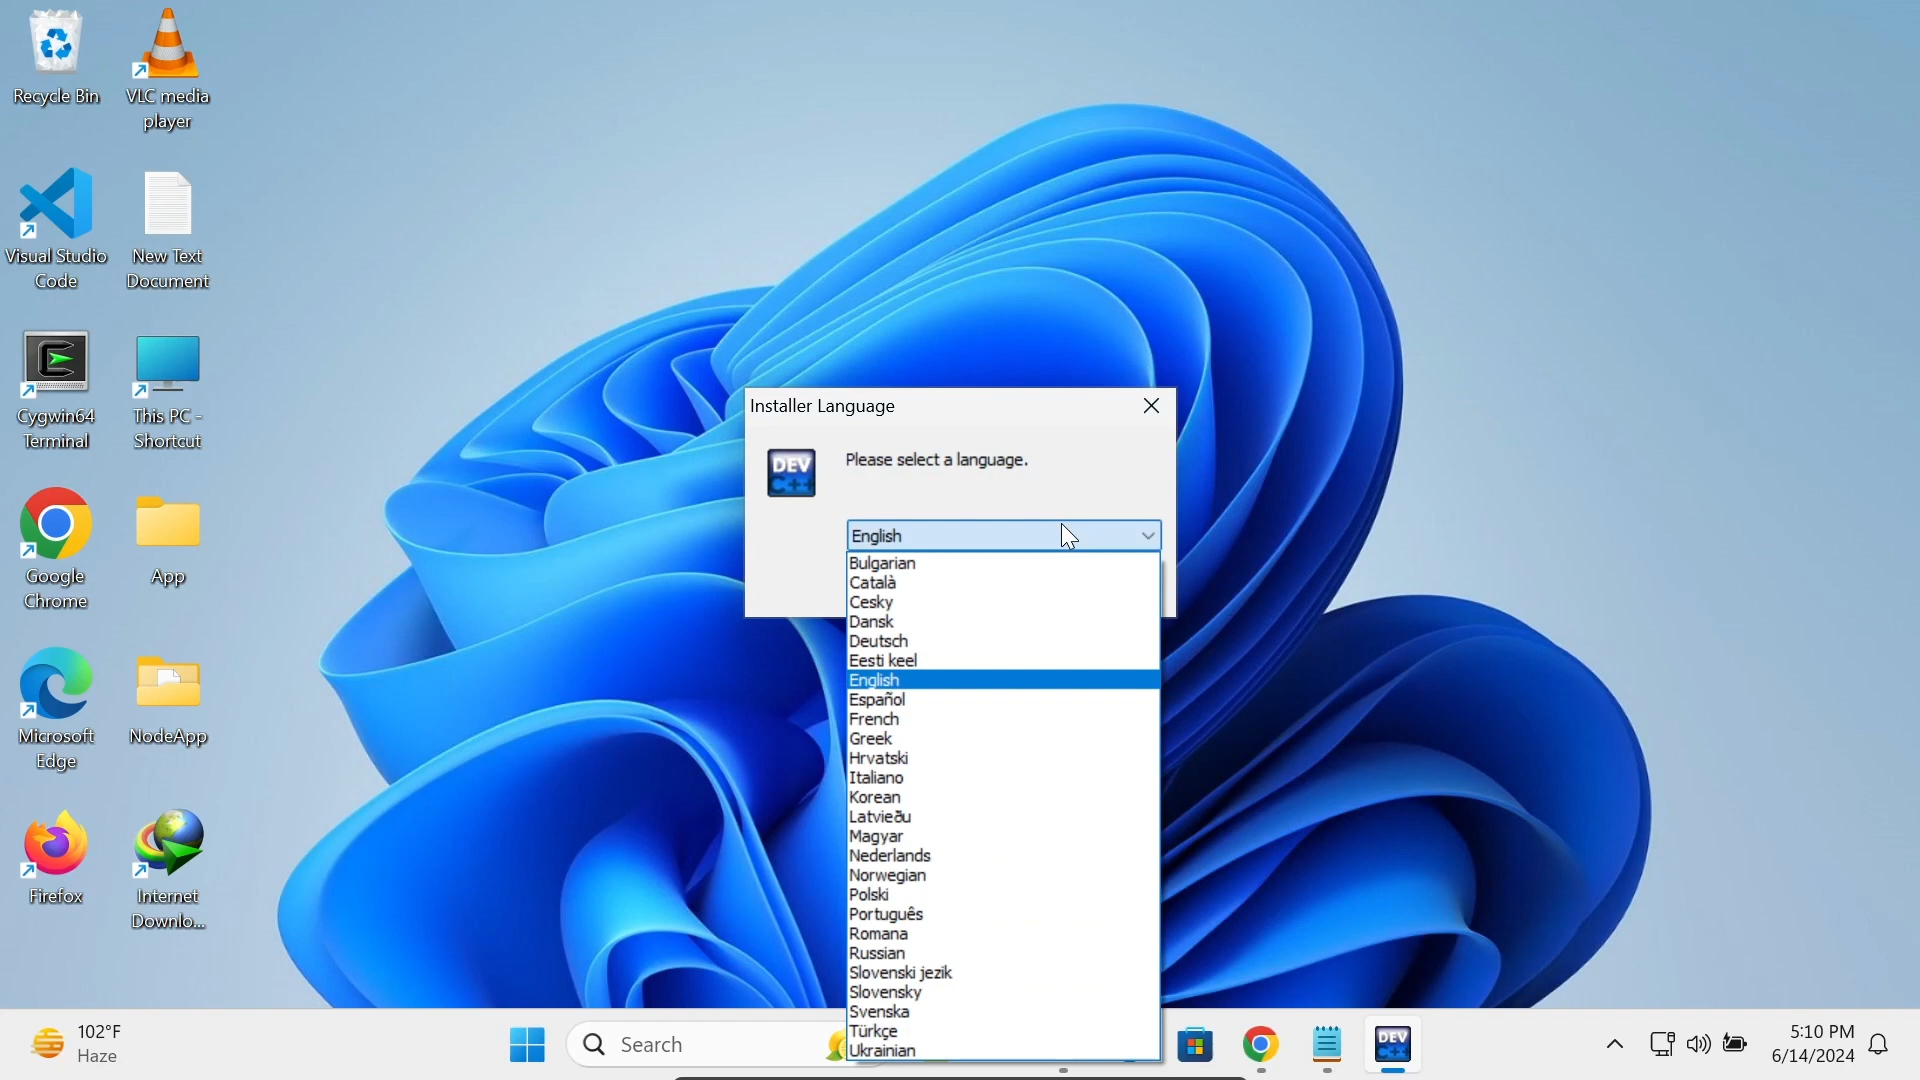 Recycle Bin
VLC media
player
Visual Studio
Code
New Text
Document
Cygwin64
Terminal
This PC -
Shortcut
Google
Chrome
App
Microsoft
Edge
NodeApp
Firefox
Internet
Downlo...
Installer Language
DEV
C++
Please select a language.
English
Bulgarian
Català
Cesky
Dansk
Deutsch
Eesti keel
English
Español
French
Greek
Hrvatski
Italiano
Korean
Latvieðu
Magyar
Nederlands
Norwegian
Polski
Português
Romana
Russian
Slovenski jezik
Slovensky
Svenska
Türkçe
Ukrainian
102°F
Haze
Search
DEV
C++
5:10 PM
6/14/2024